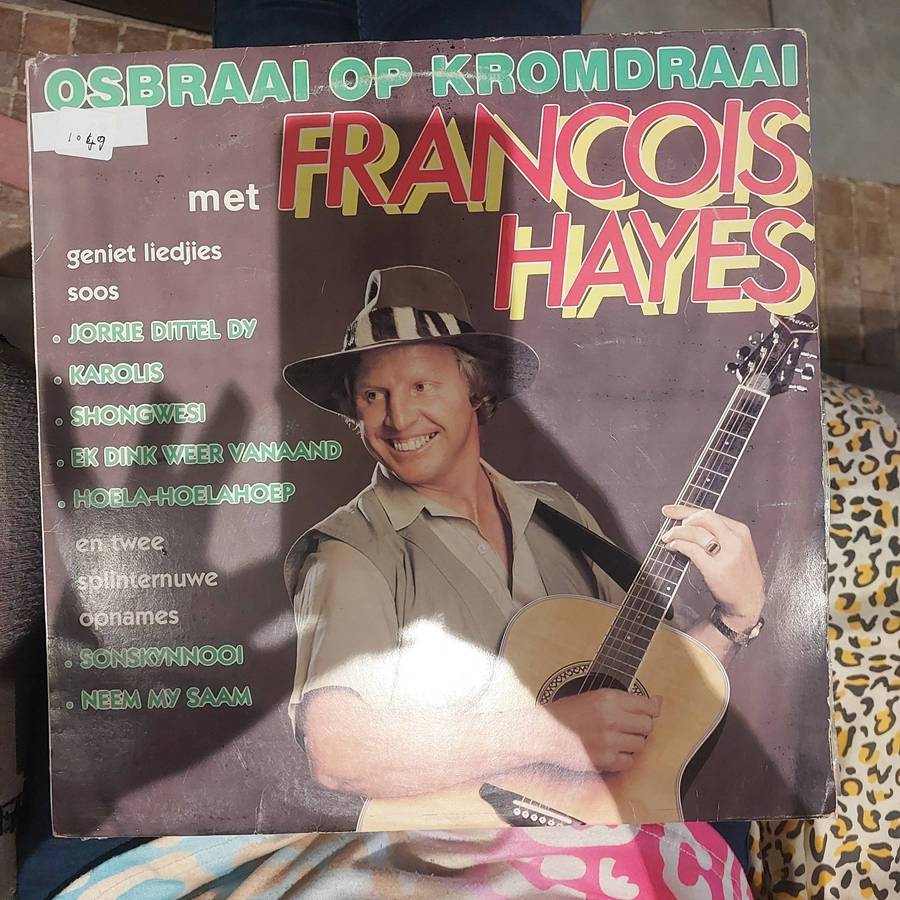 OSBRAAI OP KROMDRAAI
met FRANCOIS
HAYES
geniet liedjies
soos
• JORRIE DITTEL DY
• KAROLIS
• SHONGWESI
• EK DINK WEER VANAAND
• HOELA-HOELAHOEP
en twee
splinternuwe
opnames
• SONSKYNNOOI
• NEEM MY SAAM